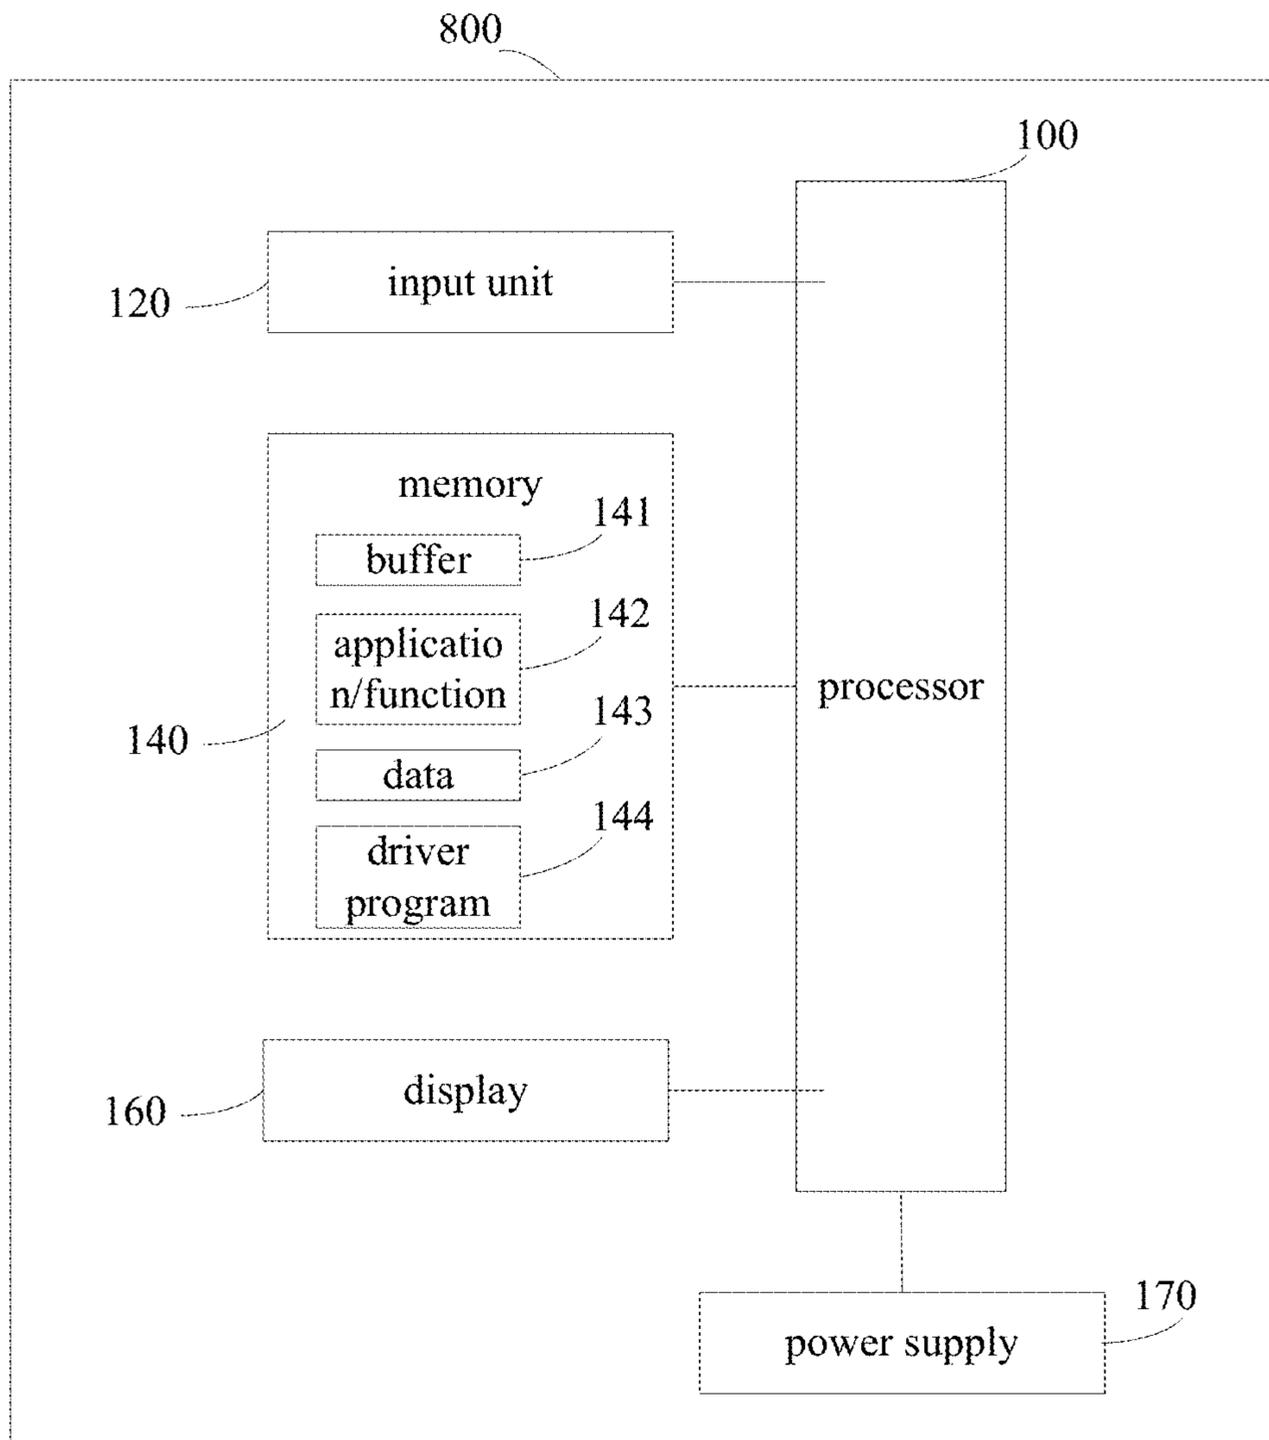 800
100
input unit
120
memory
141
buffer
142
applicatio
n/function
processor
143
140
data
144
driver
program
display
160
170
power supply